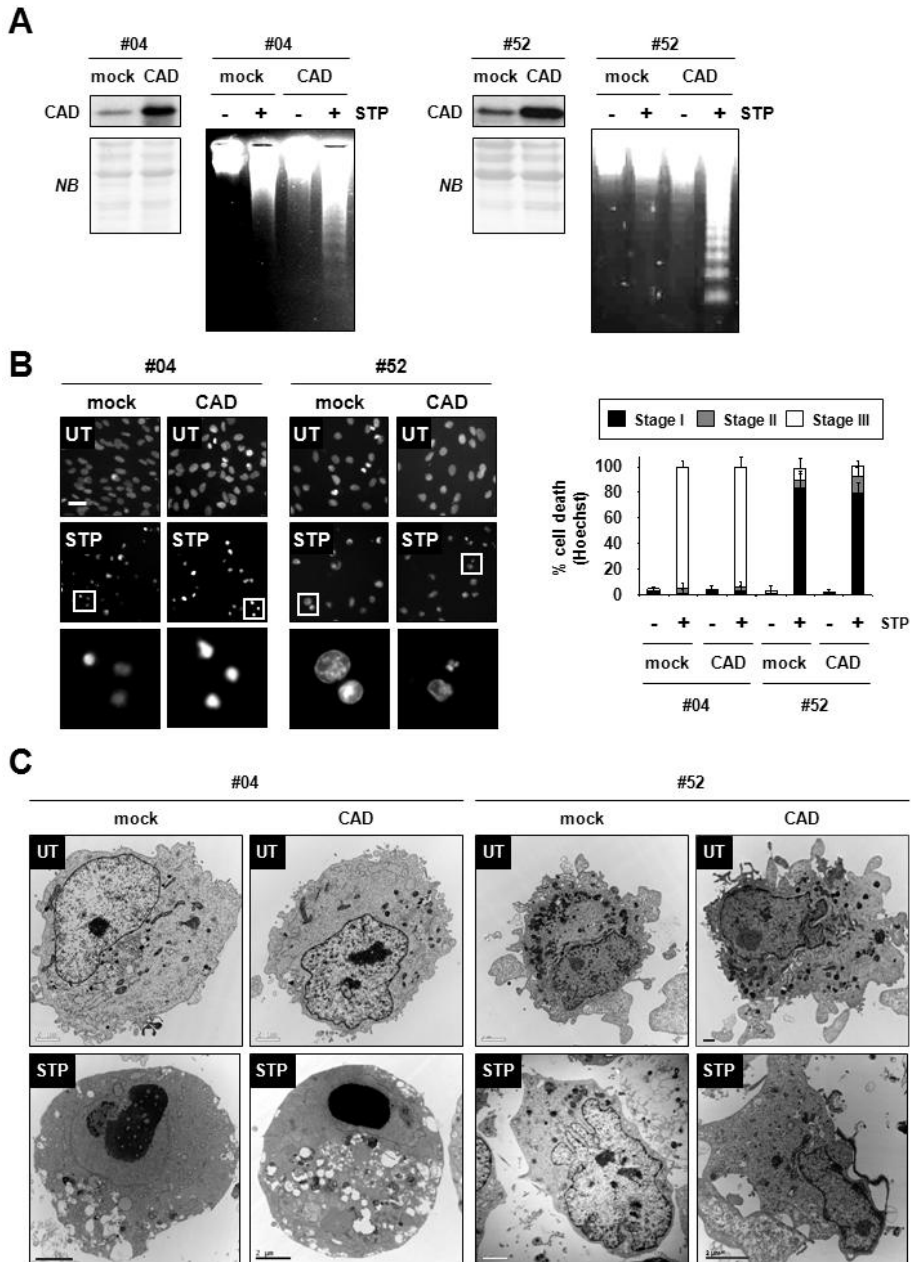 A
#04 #04 #52 #52
mock CAD mock CAD mock CAD mock CAD
CAD - + - + STP CAD - + - + STP
NB NB
B
#04 #52
mock CAD mock CAD
UT UT UT UT
STP STP STP STP
Stage I Stage II Stage III
% cell death
(Hoechst)
100
80
60
40
20
0
- + - + - + - + STP
mock CAD mock CAD
#04 #52
C
#04 #52
mock CAD mock CAD
UT UT UT UT
STP STP STP STP
2 µm